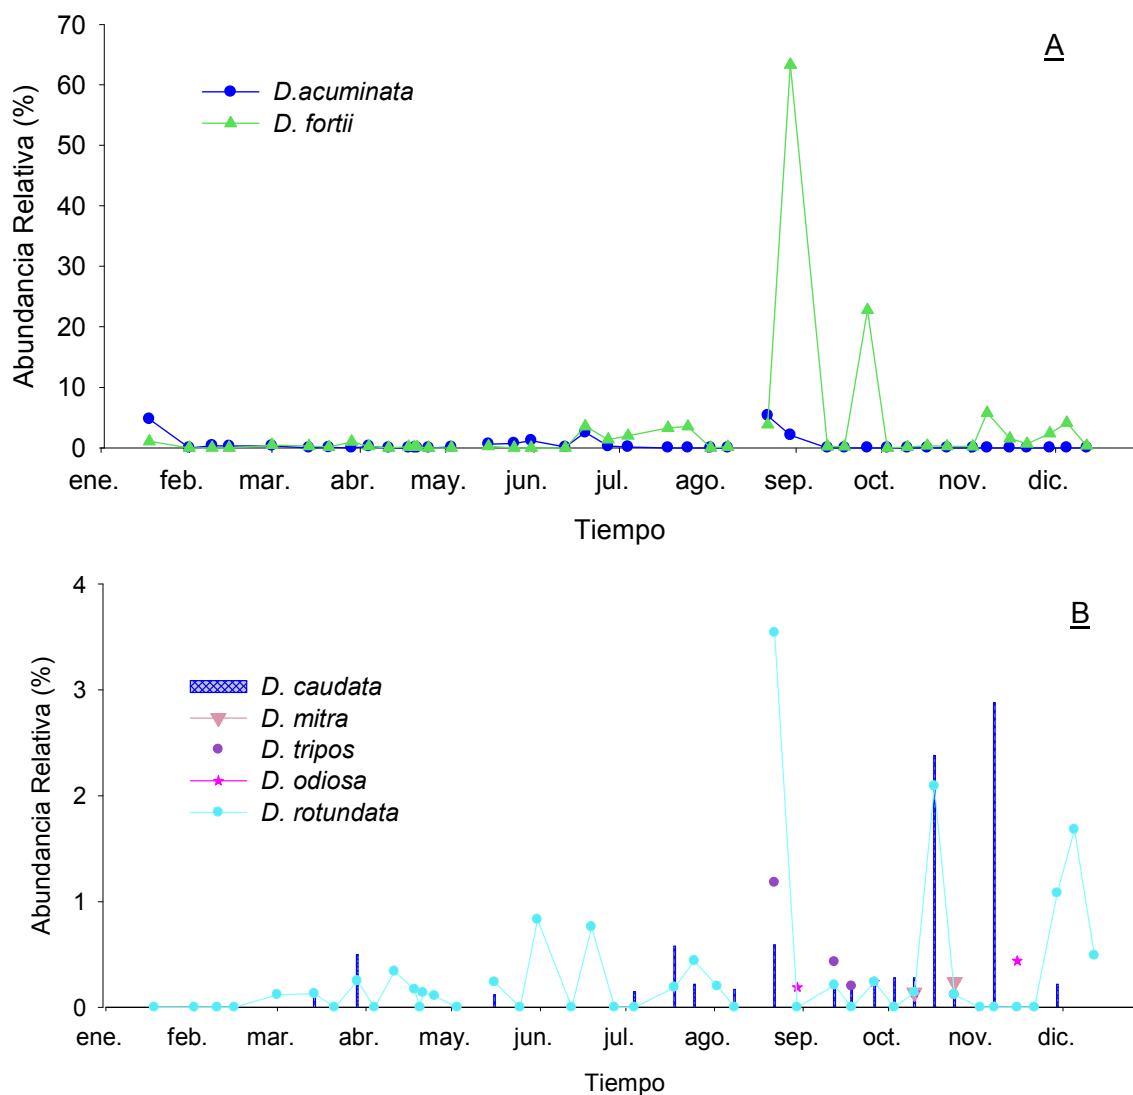 70
60
50
40
30
20
10
0
Abundancia Relativa (%)
A
D.acuminata
D. fortii
ene. feb. mar. abr. may. jun. jul. ago. sep. oct. nov. dic.
Tiempo
4
3
2
1
0
Abundancia Relativa (%)
B
D. caudata
D. mitra
D. tripos
D. odiosa
D. rotundata
ene. feb. mar. abr. may. jun. jul. ago. sep. oct. nov. dic.
Tiempo